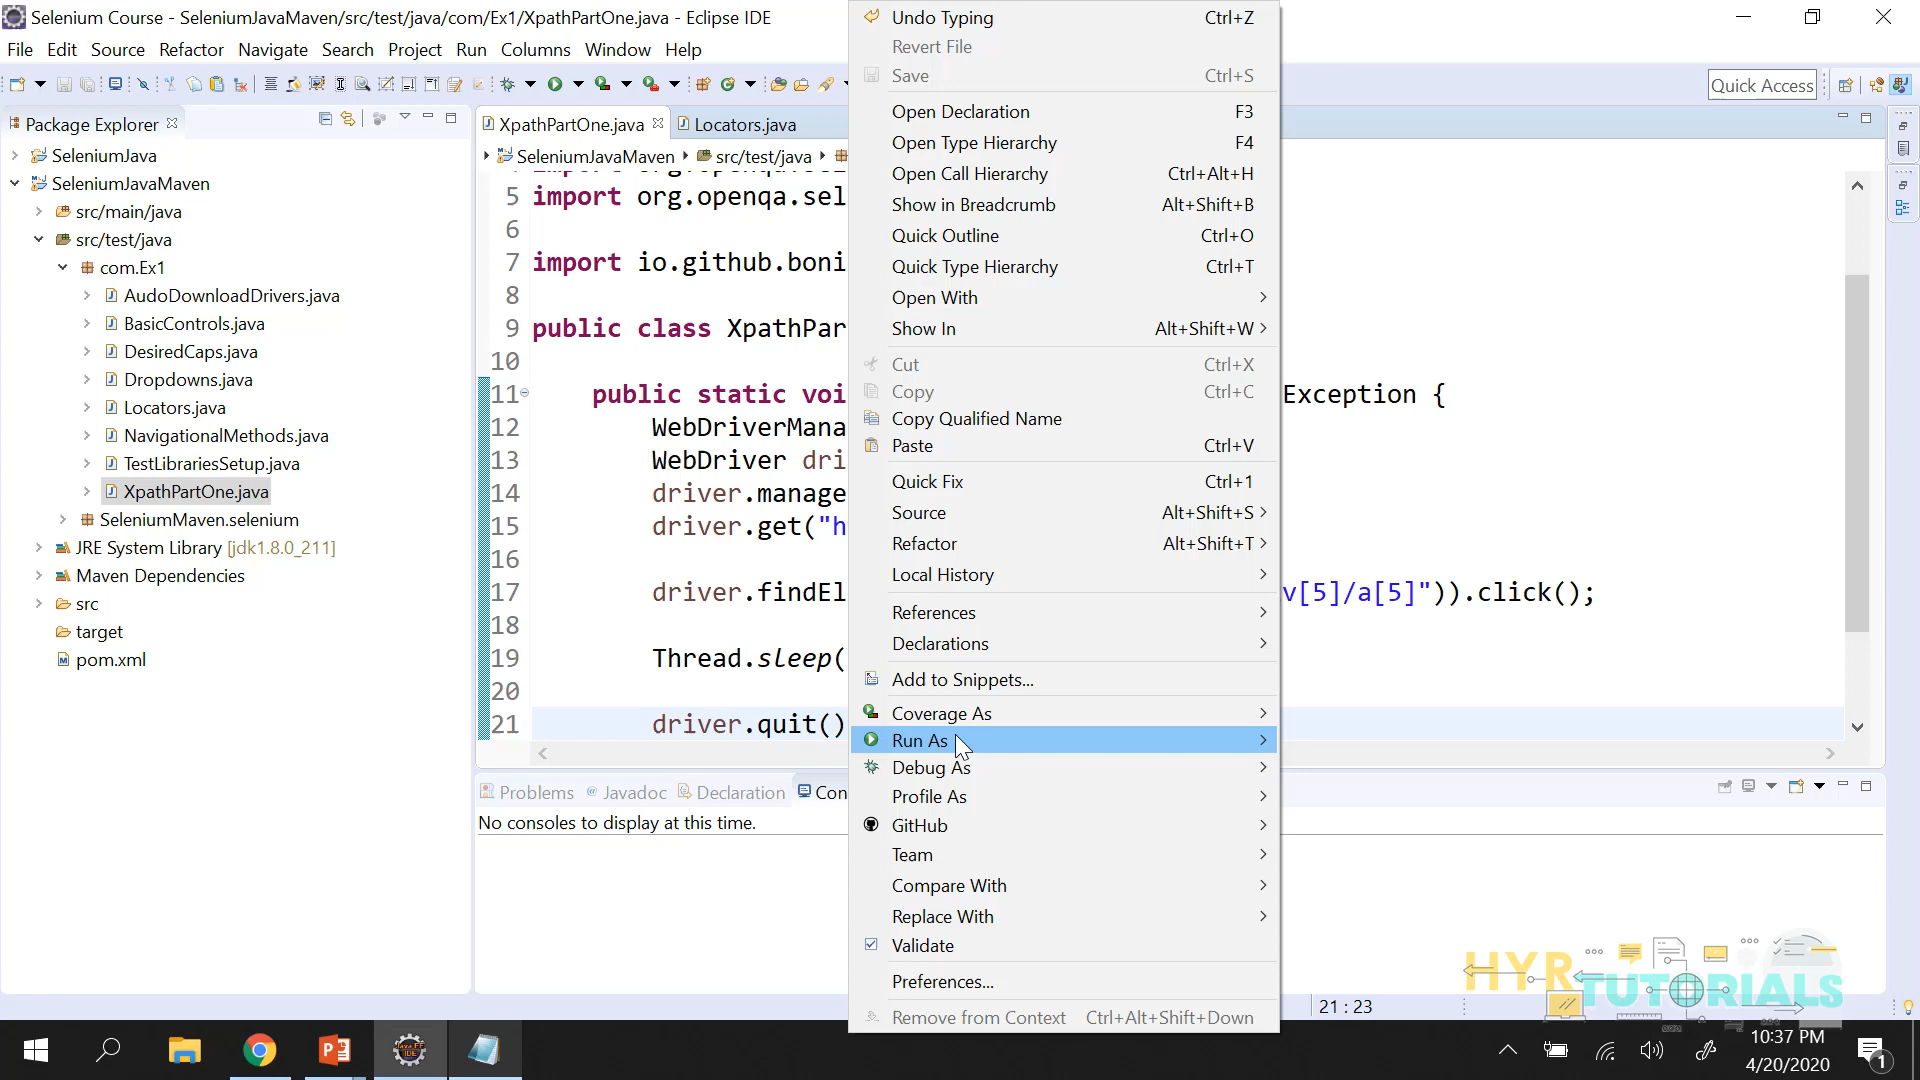 Selenium Course - SeleniumJavaMaven/src/test/java/com/Ex1/XpathPartOne.java - Eclipse IDE
File Edit Source Refactor Navigate Search Project Run Columns Window Help
Quick Access
Package Explorer
SeleniumJava
SeleniumJavaMaven
src/main/java
src/test/java
com.Ex1
AudoDownloadDrivers.java
BasicControls.java
DesiredCaps.java
Dropdowns.java
Locators.java
NavigationalMethods.java
TestLibrariesSetup.java
XpathPartOne.java
SeleniumMaven.selenium
JRE System Library [jdk1.8.0_211]
Maven Dependencies
src
target
pom.xml
XpathPartOne.java Locators.java
SeleniumJavaMaven src/test/java
5 import org.openqa.sel
6
7 import io.github.boni
8
9 public class XpathPar
10
11 public static voi Exception {
12 WebDriverMana
13 WebDriver dri
14 driver.manage
15 driver.get("h
16
17 driver.findEl v[5]/a[5]")).click();
18
19 Thread.sleep(
20
21 driver.quit()
Problems Javadoc Declaration Con
No consoles to display at this time.
Undo Typing Ctrl+Z
Revert File
Save Ctrl+S
Open Declaration F3
Open Type Hierarchy F4
Open Call Hierarchy Ctrl+Alt+H
Show in Breadcrumb Alt+Shift+B
Quick Outline Ctrl+O
Quick Type Hierarchy Ctrl+T
Open With
Show In Alt+Shift+W
Cut Ctrl+X
Copy Ctrl+C
Copy Qualified Name
Paste Ctrl+V
Quick Fix Ctrl+1
Source Alt+Shift+S
Refactor Alt+Shift+T
Local History
References
Declarations
Add to Snippets...
Coverage As
Run As
Debug As
Profile As
GitHub
Team
Compare With
Replace With
Validate
Preferences...
Remove from Context Ctrl+Alt+Shift+Down
21 : 23
HYR
TUTORIALS
10:37 PM
4/20/2020
1